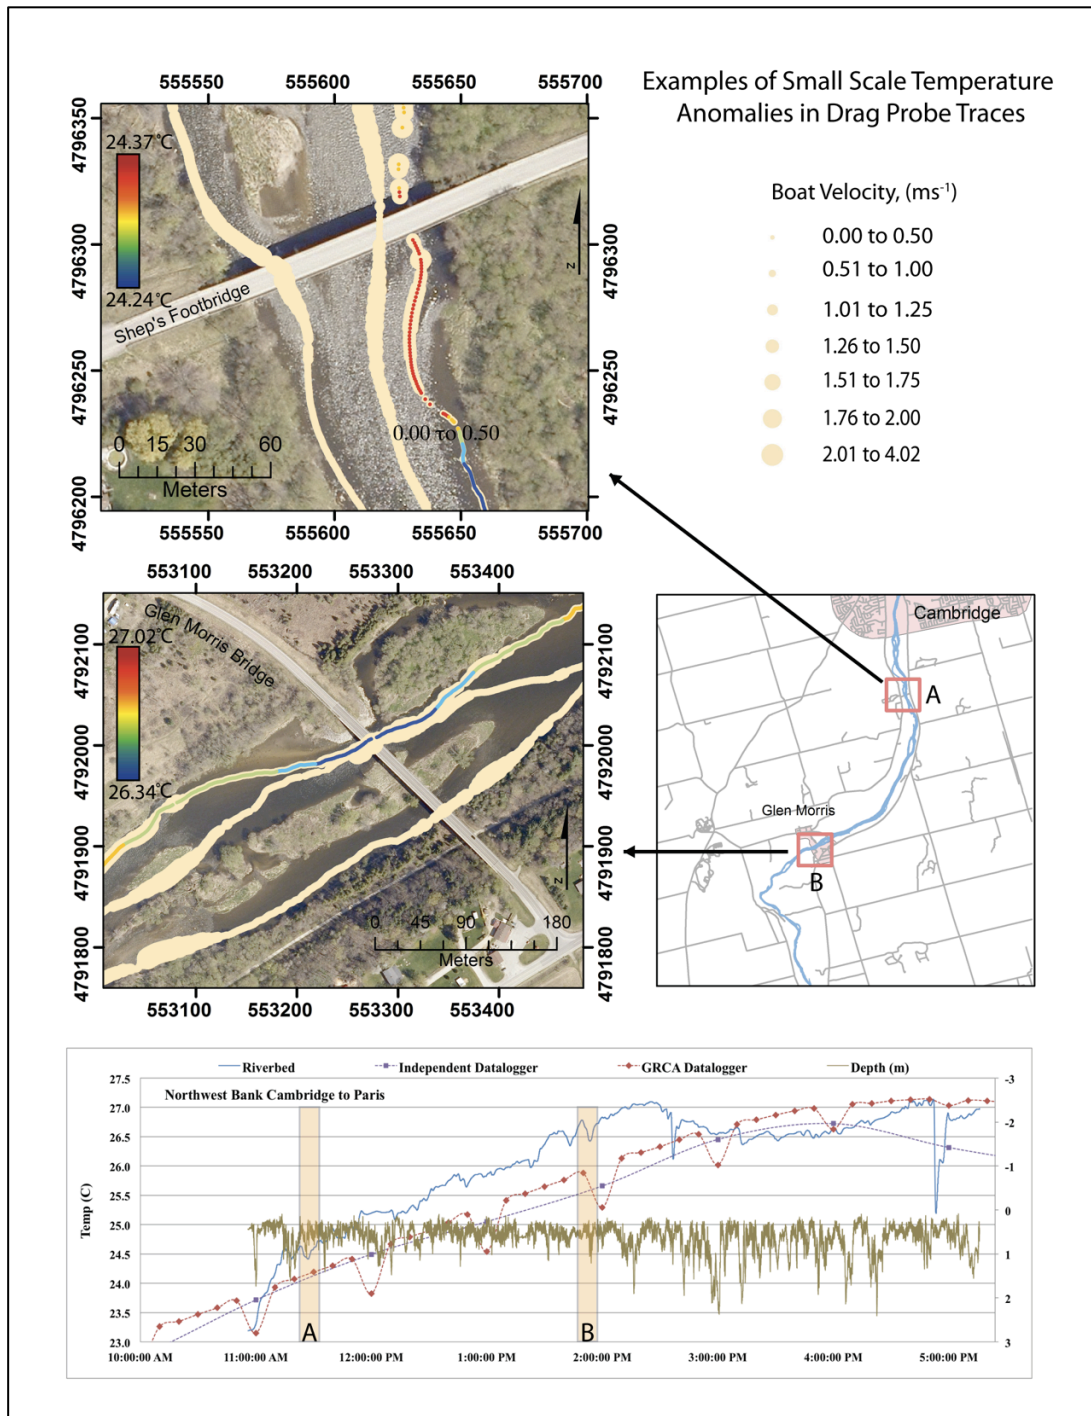 Examples of Small Scale Temperature
Anomalies in Drag Probe Traces
Boat Velocity, (ms-1)
0.00 to 0.50
0.51 to 1.00
1.01 to 1.25
1.26 to 1.50
1.51 to 1.75
1.76 to 2.00
2.01 to 4.02
555550 555600 555650 555700
4796350
4796300
4796250
4796200
24.37°C
24.24°C
Shep's Footbridge
z
0.00 to 0.50
0 15 30 60
Meters
4796350
4796300
4796250
4796200
555550 555600 555650 555700
553100 553200 553300 553400
4792100
4792000
4791900
4791800
Glen Morris Bridge
27.02°C
26.34°C
z
0 45 90 180
Meters
4792100
4792000
4791900
4791800
553100 553200 553300 553400
Cambridge
A
Glen Morris
B
Riverbed Independent Datalogger GRCA Datalogger Depth (m)
Northwest Bank Cambridge to Paris
Temp (C)
27.5
27.0
26.5
26.0
25.5
25.0
24.5
24.0
23.5
23.0
-3
-2
-1
0
1
2
3
A
B
10:00:00 AM 11:00:00 AM 12:00:00 PM 1:00:00 PM 2:00:00 PM 3:00:00 PM 4:00:00 PM 5:00:00 PM